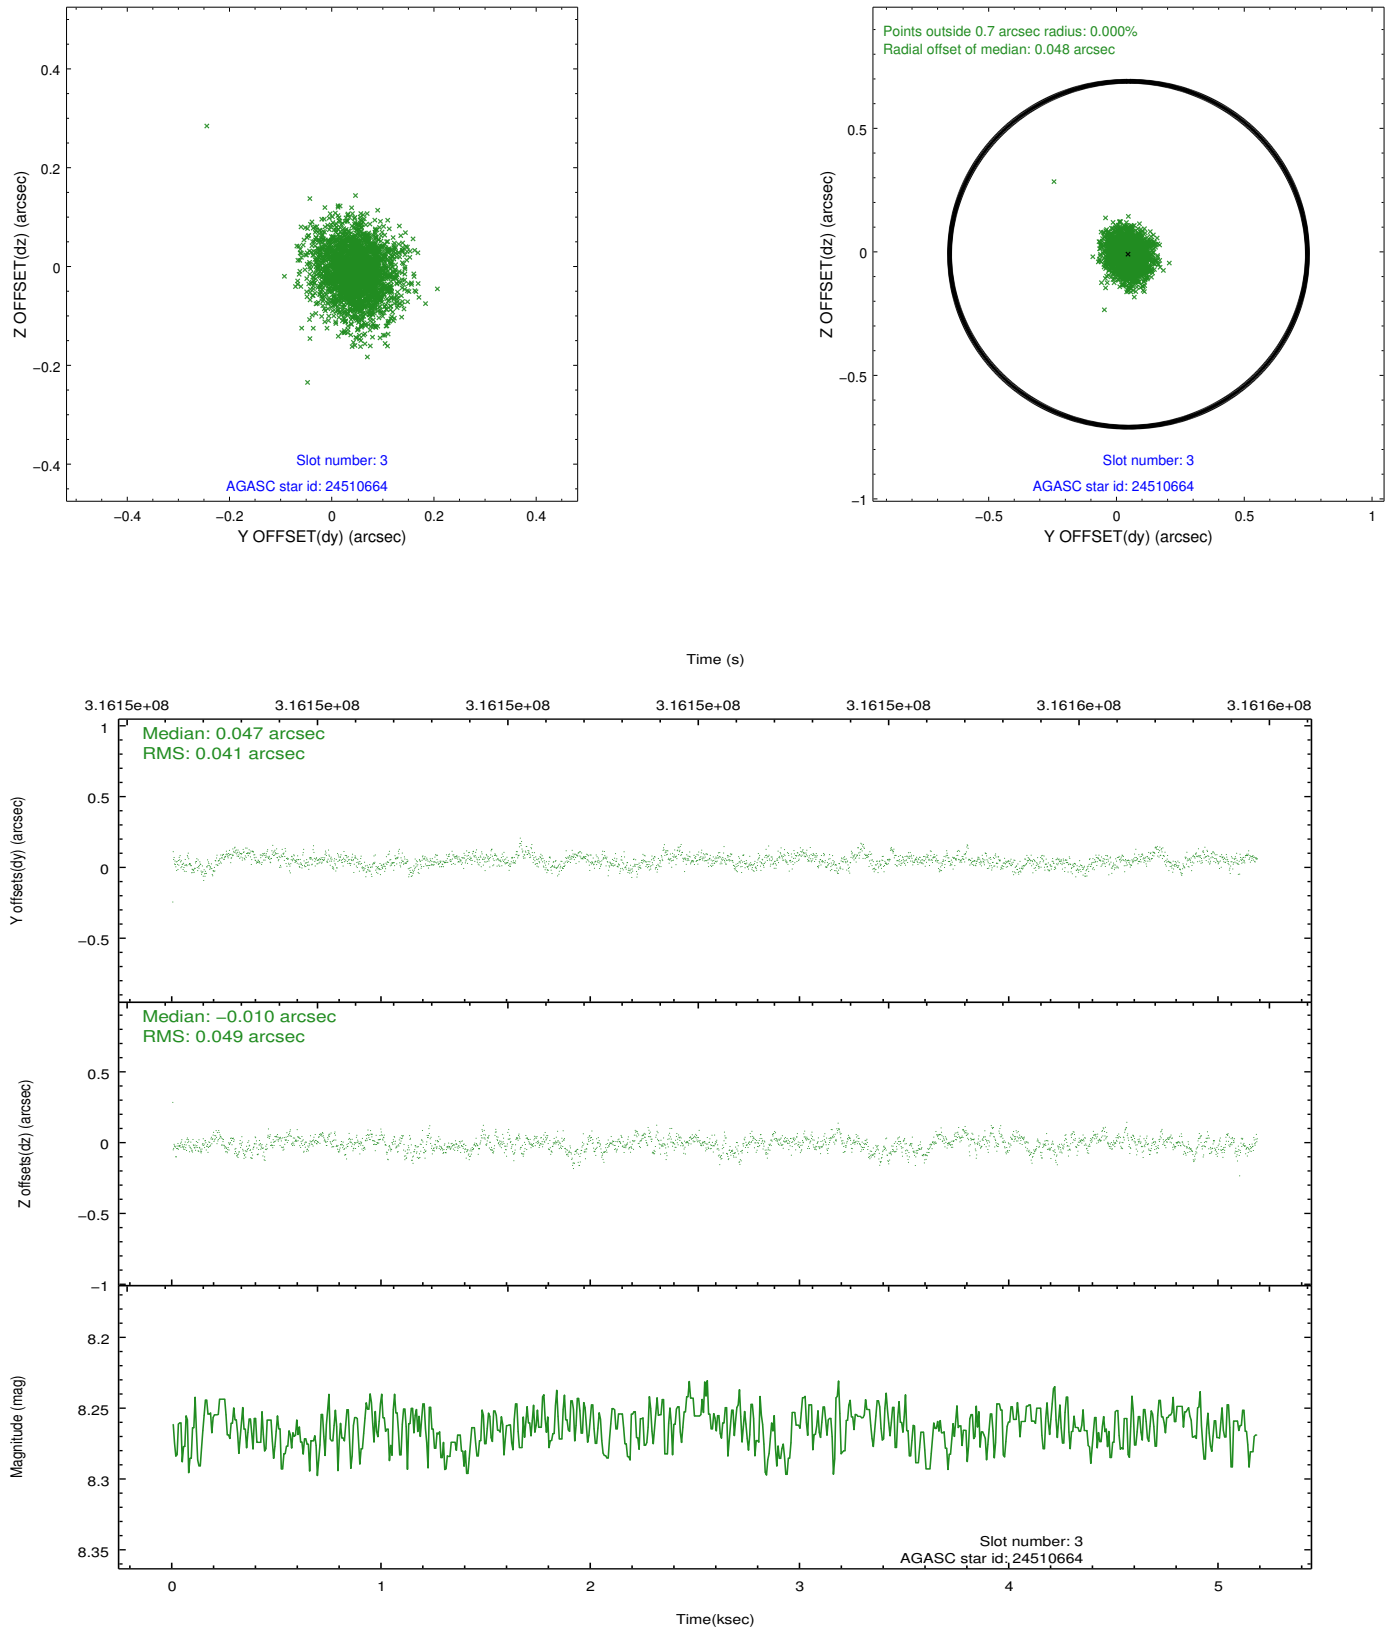 0.4
0.2
0
−0.2
−0.4
Z OFFSET(dz) (arcsec)
Slot number: 3
AGASC star id: 24510664
−0.4 −0.2 0 0.2 0.4
Y OFFSET(dy) (arcsec)
Points outside 0.7 arcsec radius: 0.000%
Radial offset of median: 0.048 arcsec
0.5
0
−0.5
−1
Z OFFSET(dz) (arcsec)
Slot number: 3
AGASC star id: 24510664
−0.5 0 0.5 1
Y OFFSET(dy) (arcsec)
Time (s)
3.1615e+08 3.1615e+08 3.1615e+08 3.1615e+08 3.1615e+08 3.1616e+08 3.1616e+08
Median: 0.047 arcsec
RMS: 0.041 arcsec
1
0.5
0
−0.5
Y offsets(dy) (arcsec)
Median: −0.010 arcsec
RMS: 0.049 arcsec
0.5
0
−0.5
−1
Z offsets(dz) (arcsec)
8.2
8.25
8.3
8.35
Magnitude (mag)
Slot number: 3
AGASC star id: 24510664
0 1 2 3 4 5
Time(ksec)